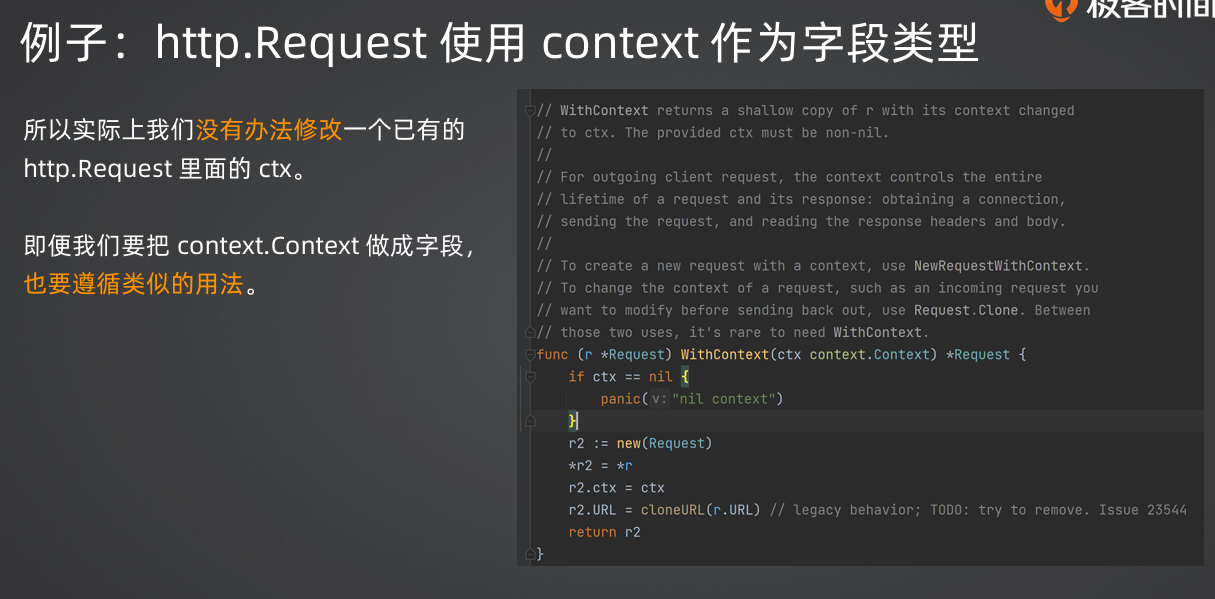 极客时间
例子：http.Request 使用 context 作为字段类型
所以实际上我们没有办法修改一个已有的
http.Request 里面的 ctx。
即便我们要把 context.Context 做成字段，
也要遵循类似的用法。
// WithContext returns a shallow copy of r with its context changed
// to ctx. The provided ctx must be non-nil.
//
// For outgoing client request, the context controls the entire
// lifetime of a request and its response: obtaining a connection,
// sending the request, and reading the response headers and body.
//
// To create a new request with a context, use NewRequestWithContext.
// To change the context of a request, such as an incoming request you
// want to modify before sending back out, use Request.Clone. Between
// those two uses, it's rare to need WithContext.
func (r *Request) WithContext(ctx context.Context) *Request {
if ctx == nil {
panic(v: "nil context")
}
r2 := new(Request)
*r2 = *r
r2.ctx = ctx
r2.URL = cloneURL(r.URL) // legacy behavior; TODO: try to remove. Issue 23544
return r2
}